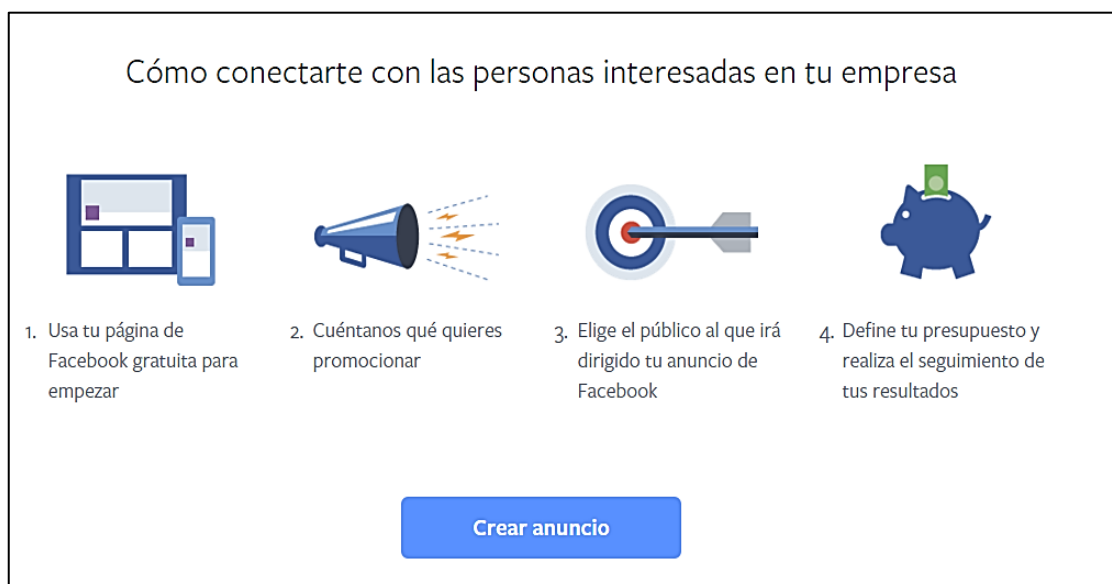 Cómo conectarte con las personas interesadas en tu empresa
1. Usa tu página de
Facebook gratuita para
empezar
2. Cuéntanos qué quieres
promocionar
3. Elige el público al que irá
dirigido tu anuncio de
Facebook
4. Define tu presupuesto y
realiza el seguimiento de
tus resultados
Crear anuncio